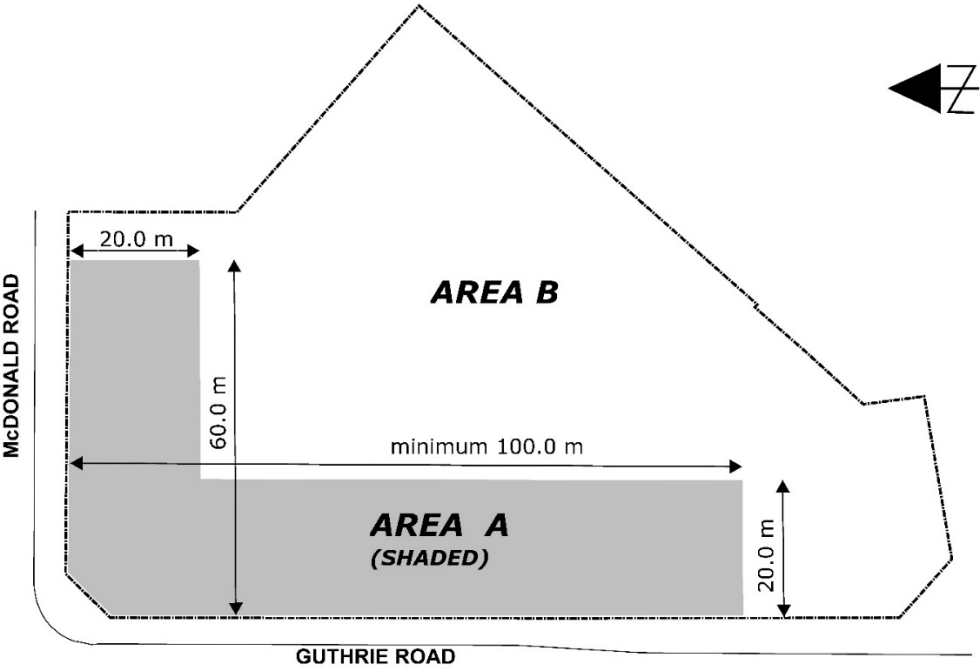 Z
20.0 m
AREA B
McDONALD ROAD
60.0 m
minimum 100.0 m
AREA A
(SHADED)
20.0 m
GUTHRIE ROAD